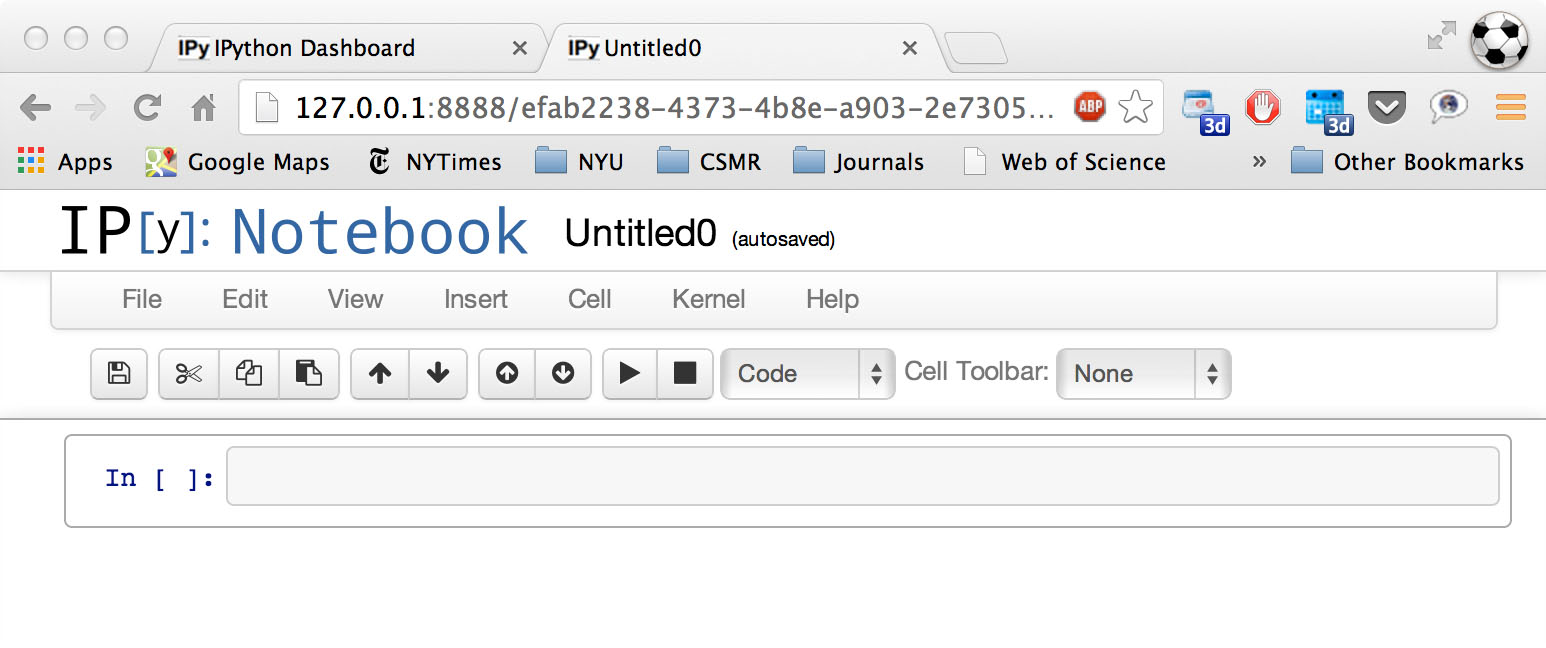 IPy IPython Dashboard × IPy Untitled0 ×
127.0.0.1:8888/efab2238-4373-4b8e-a903-2e7305... ABP 3d 3d
Apps Google Maps NYTimes NYU CSMR Journals Web of Science » Other Bookmarks
IP[y]: Notebook Untitled0 (autosaved)
File Edit View Insert Cell Kernel Help
Code Cell Toolbar: None
In [ ]: